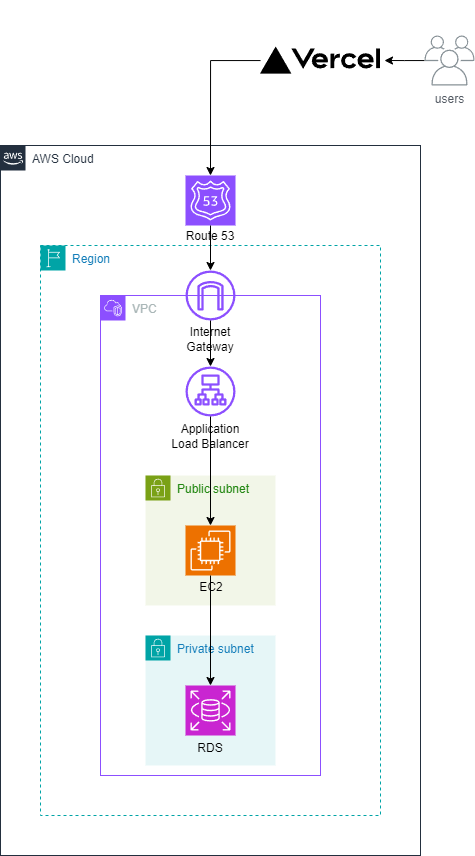 Vercel
users
aws
AWS Cloud
53
Route 53
Region
VPC
Internet
Gateway
Application
Load Balancer
Public subnet
EC2
Private subnet
RDS